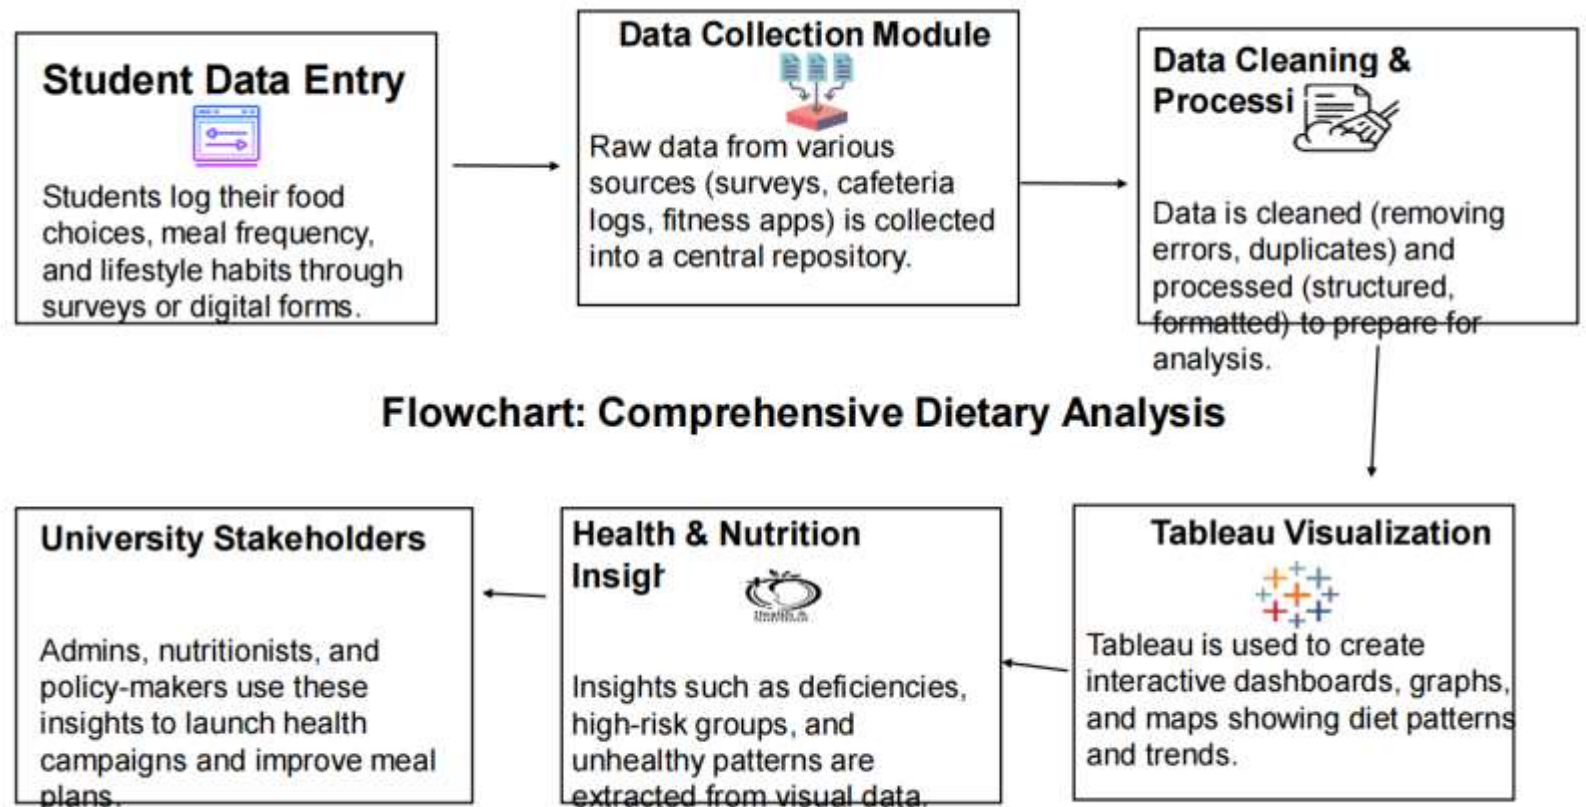 Student Data Entry
Students log their food
choices, meal frequency,
and lifestyle habits through
surveys or digital forms.
Data Collection Module
Raw data from various
sources (surveys, cafeteria
logs, fitness apps) is collected
into a central repository.
Data Cleaning &
Processi
Data is cleaned (removing
errors, duplicates) and
processed (structured,
formatted) to prepare for
analysis.
Flowchart: Comprehensive Dietary Analysis
Tableau Visualization
Tableau is used to create
interactive dashboards, graphs,
and maps showing diet patterns
and trends.
Health & Nutrition
Insigh
Health &
Insights such as deficiencies,
high-risk groups, and
unhealthy patterns are
extracted from visual data.
University Stakeholders
Admins, nutritionists, and
policy-makers use these
insights to launch health
campaigns and improve meal
plans.